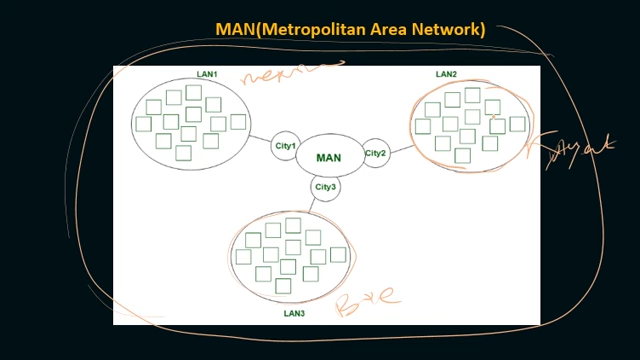 MAN(Metropolitan Area Network)
LAN1
LAN2
City1
MAN
City2
City3
LAN3